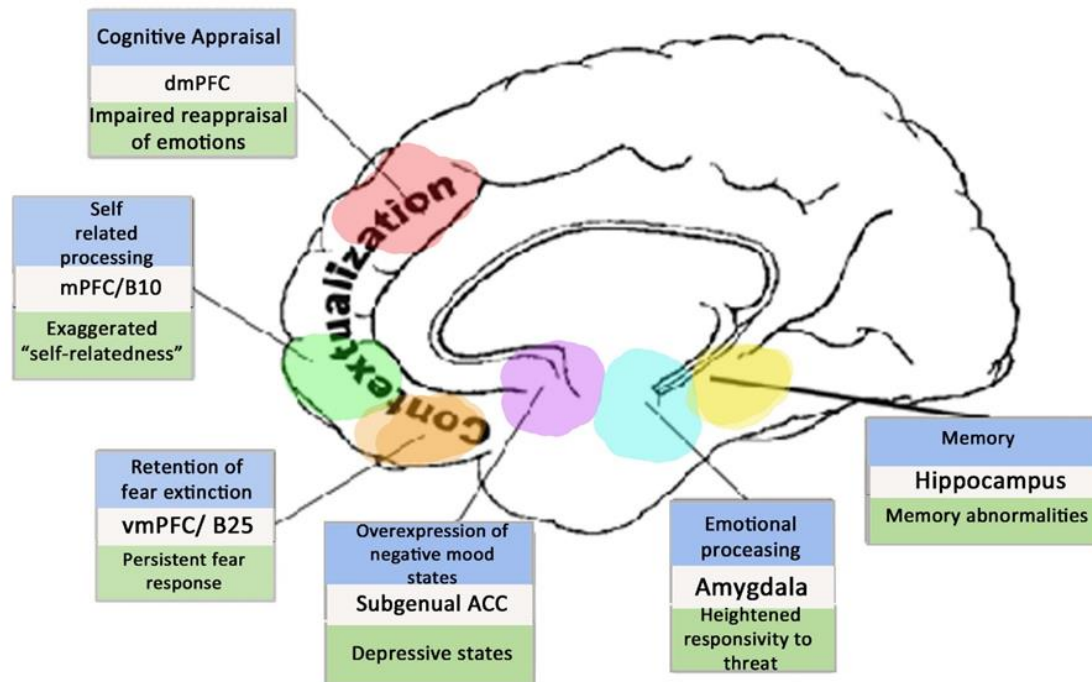 Cognitive Appraisal
dmPFC
Impaired reappraisal
of emotions
Self
related
processing
mPFC/B10
Exaggerated
“self-relatedness”
Retention of
fear extinction
vmPFC/ B25
Persistent fear
response
Overexpression of
negative mood
states
Subgenual ACC
Depressive states
Emotional
proceasing
Amygdala
Heightened
responsivity to
threat
Memory
Hippocampus
Memory abnormalities
Contextualization